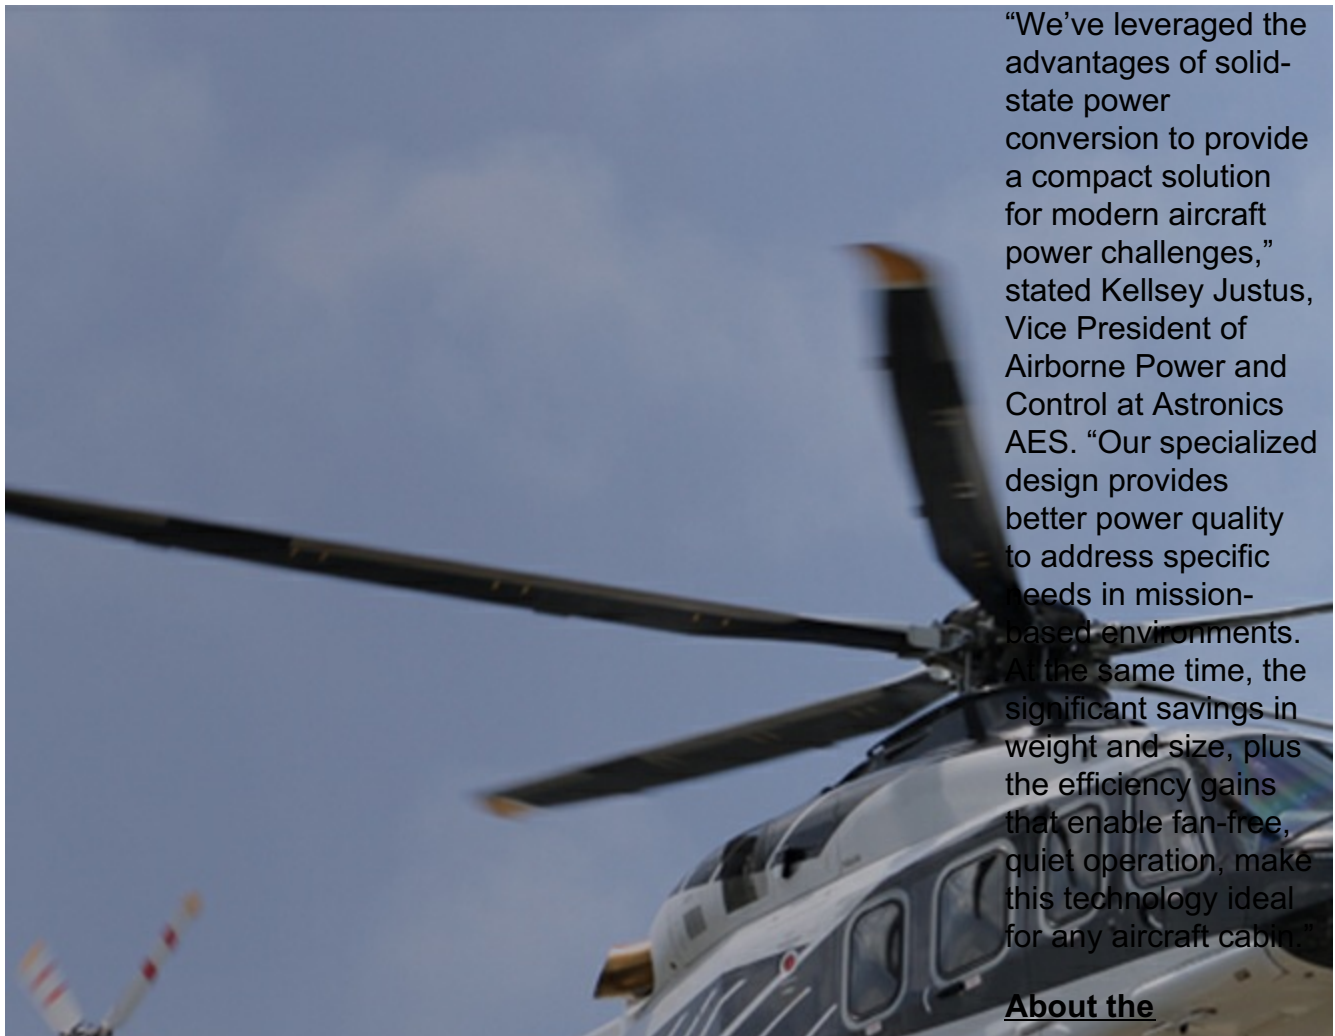 “We’ve leveraged the
advantages of solid-
state power
conversion to provide
a compact solution
for modern aircraft
power challenges,”
stated Kellsey Justus,
Vice President of
Airborne Power and
Control at Astronics
AES. “Our specialized
design provides
better power quality
to address specific
needs in mission-
based environments.
At the same time, the
significant savings in
weight and size, plus
the efficiency gains
that enable fan-free,
quiet operation, make
this technology ideal
for any aircraft cabin.”
About the